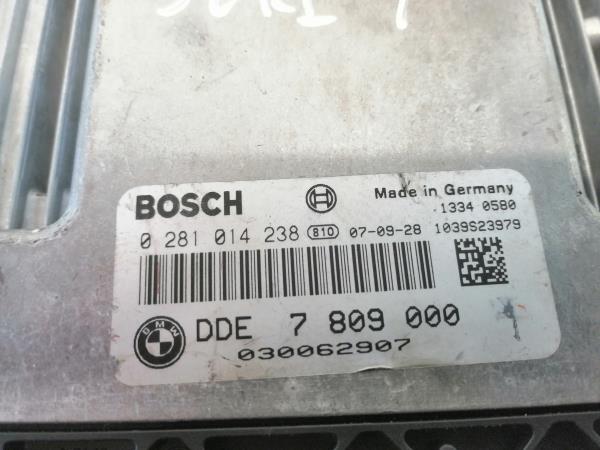 BOSCH Made in Germany
.1334 0580
0 281 014 238 810 07-09-28 1039S23979
BMW DDE 7 809 000
030062907